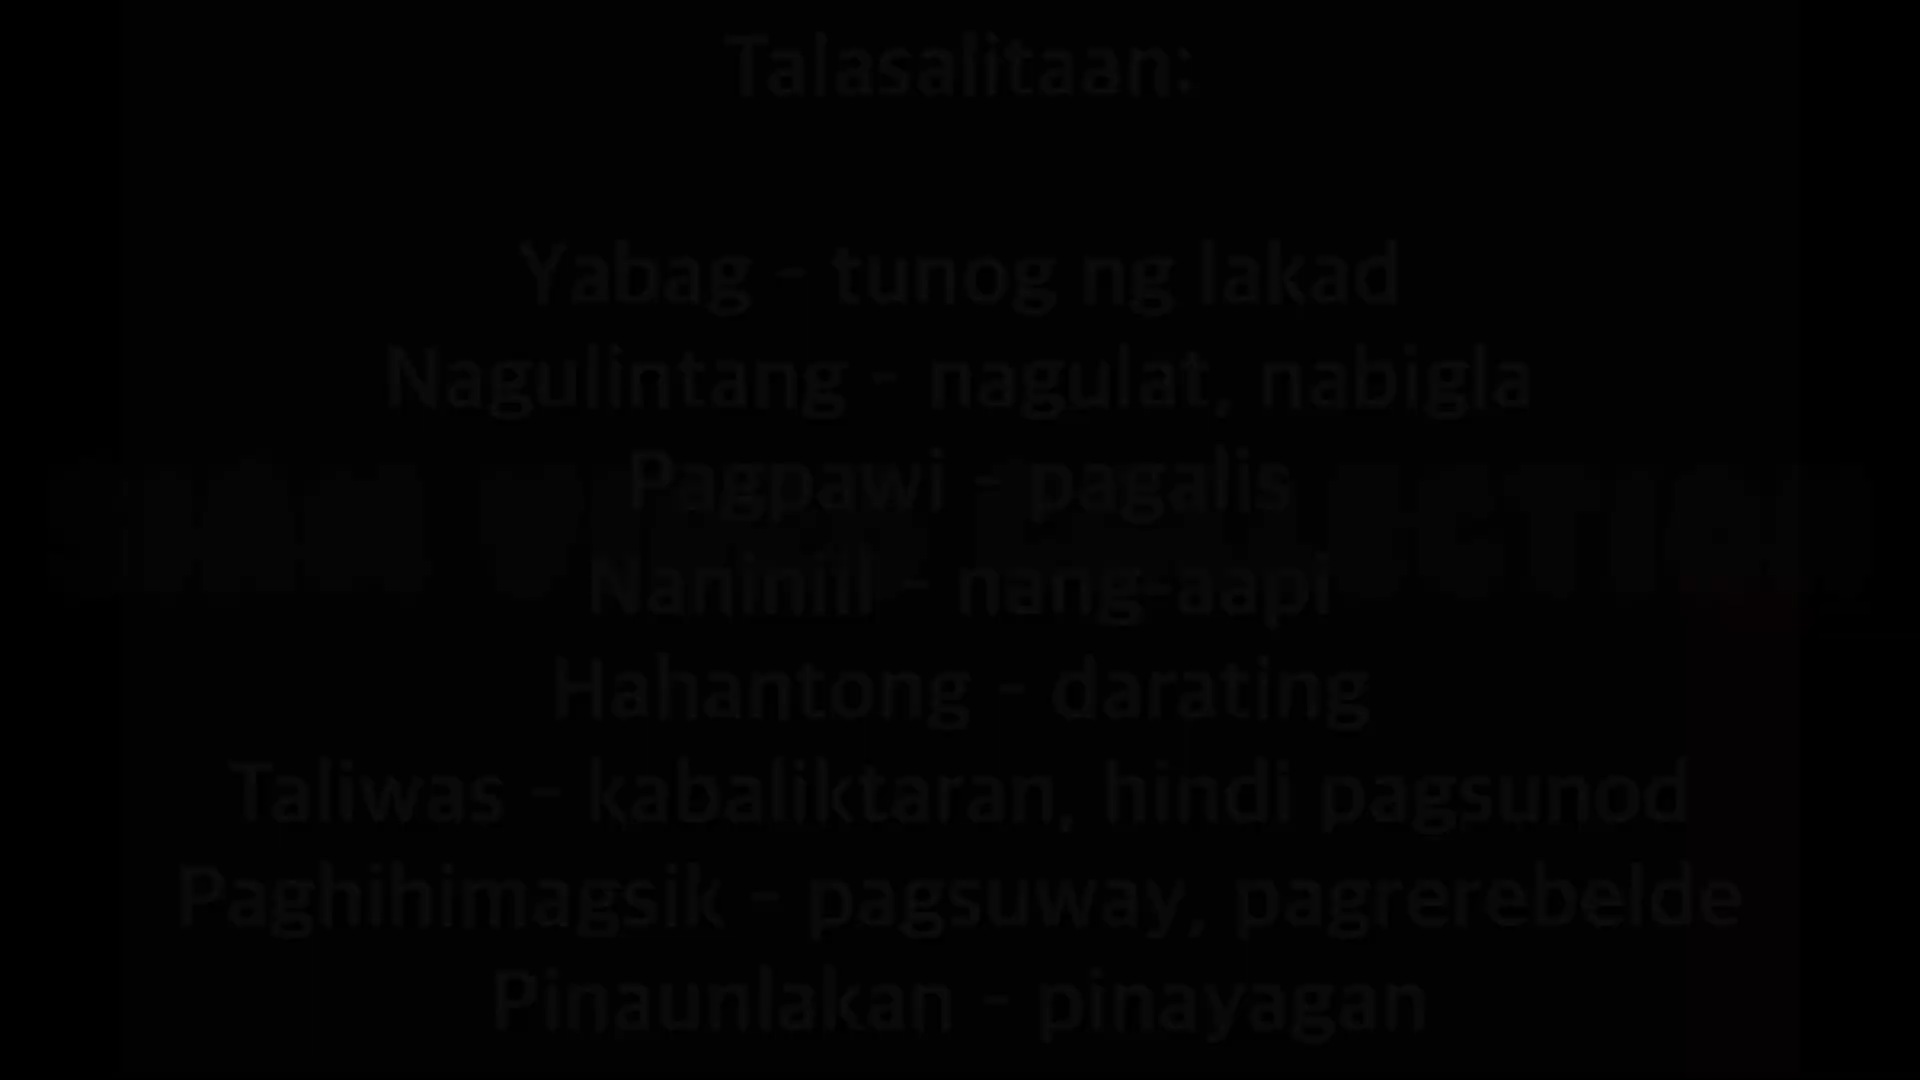 Talasalitaan:
Yabag - tunog ng lakad
Nagulintang - nagulat, nabigla
Pagpawi - pagalis
Naniniil - nang-aapi
Hahantong - darating
Taliwas - kabaliktaran, hindi pagsunod
Paghihimagsik - pagsuway, pagrerebelde
Pinaunlakan - pinayagan